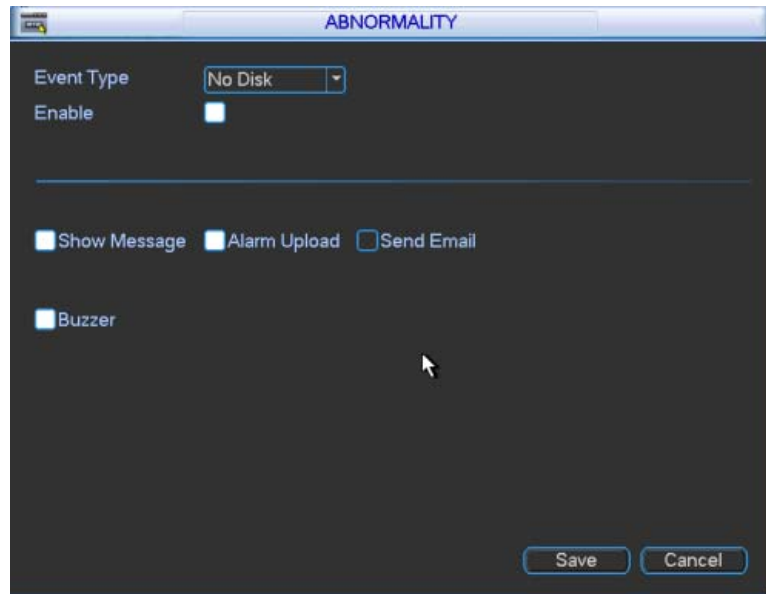 ABNORMALITY
Event Type No Disk
Enable
Show Message Alarm Upload Send Email
Buzzer
Save Cancel